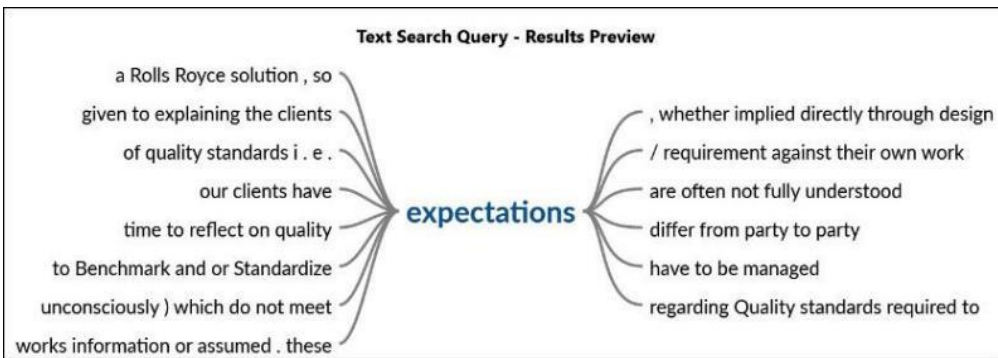 Text Search Query - Results Preview
a Rolls Royce solution , so
given to explaining the clients
of quality standards i . e .
our clients have
time to reflect on quality
to Benchmark and or Standardize
unconsciously ) which do not meet
works information or assumed . these
expectations
, whether implied directly through design
/ requirement against their own work
are often not fully understood
differ from party to party
have to be managed
regarding Quality standards required to